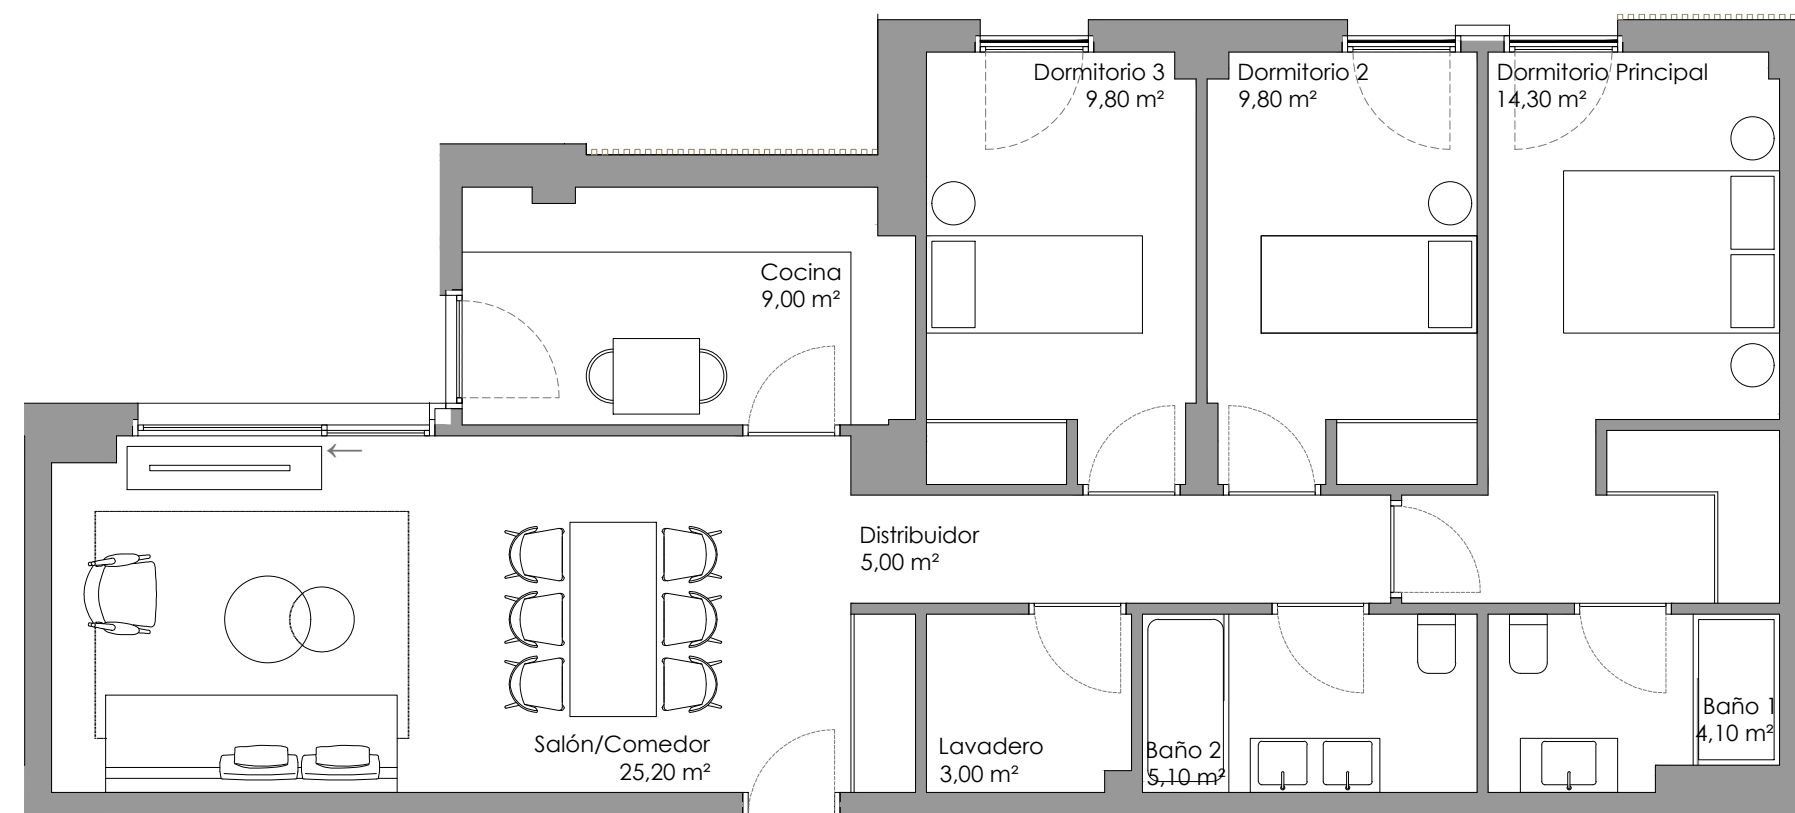 Dormitorio 3
9,80 m²
Dormitorio 2
9,80 m²
Dormitorio Principal
14,30 m²
Cocina
9,00 m²
Distribuidor
5,00 m²
Salón/Comedor
25,20 m²
Lavadero
3,00 m²
Baño 2
5,10 m²
Baño 1
4,10 m²